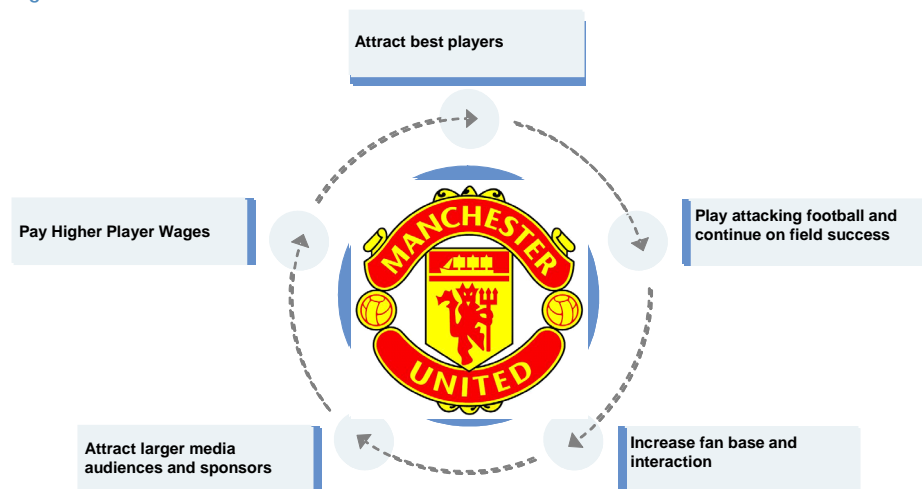 Attract best players
Play attacking football and
continue on field success
Pay Higher Player Wages
MANCHESTER
UNITED
Attract larger media
audiences and sponsors
Increase fan base and
interaction